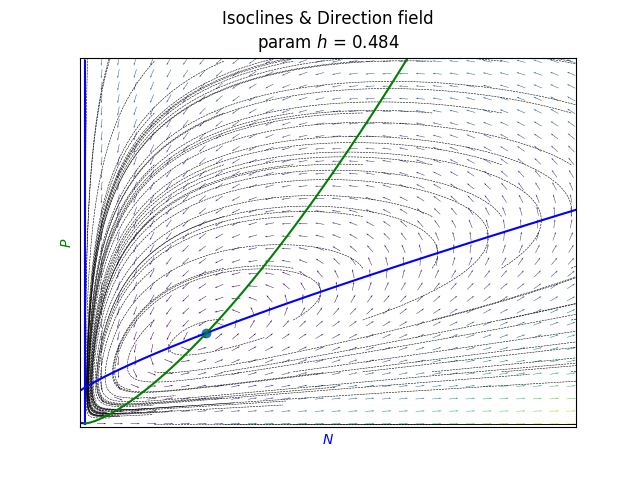 Isoclines & Direction field
param h = 0.484
P
N